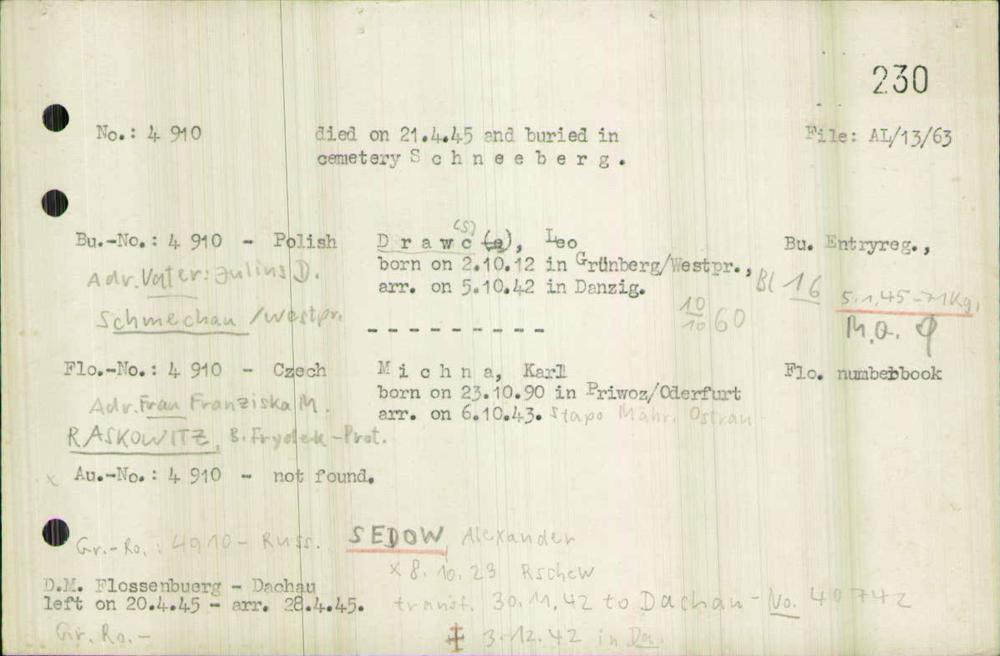 230
No.: 4 910 died on 21.4.45 and buried in File: AL/13/63
cemetery S c h n e e b e r g .
(s)
Bu.-No.: 4 910 - Polish D r a w c (e), Leo Bu. Entryreg.,
born on 2.10.12 in Grünberg/Westpr., Bl 16
Adr. Vater: Julius D.
arr. on 5.10.42 in Danzig.
5.1.45-71Kg.
10/10 60
Schmechau /Westpr.
M.a.
- - - - - - - - -
Flo.-No.: 4 910 - Czech M i c h n a, Karl Flo. numberbook
born on 23.10.90 in Priwoz/Oderfurt
Adr. Frau Franziska M.
arr. on 6.10.43. Stapo Mähr. Ostrau
RASKOWITZ, B. Frydek-Prot.
x Au.-No.: 4 910 - not found.
Gr.-Ro.: 4910 - Russ. SEDOW Alexander
x 8.10.23 Rschew
D.M. Flossenbuerg - Dachau
left on 20.4.45 - arr. 28.4.45. transf. 30.11.42 to Dachau - No. 40742
Gr. Ro. - 3.12.42 in Da.